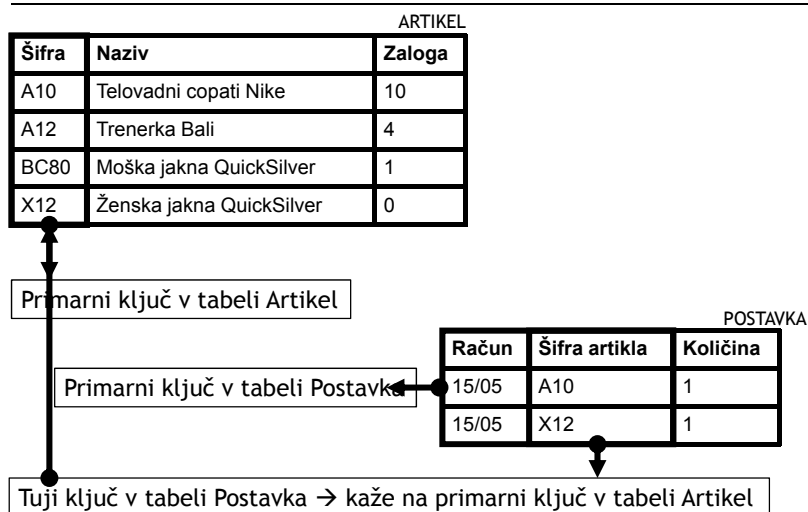 ARTIKEL
Šifra Naziv Zaloga
A10 Telovadni copati Nike 10
A12 Trenerka Bali 4
BC80 Moška jakna QuickSilver 1
X12 Ženska jakna QuickSilver 0
Primarni ključ v tabeli Artikel
POSTAVKA
Račun Šifra artikla Količina
Primarni ključ v tabeli Postavka
15/05 A10 1
15/05 X12 1
Tuji ključ v tabeli Postavka → kaže na primarni ključ v tabeli Artikel